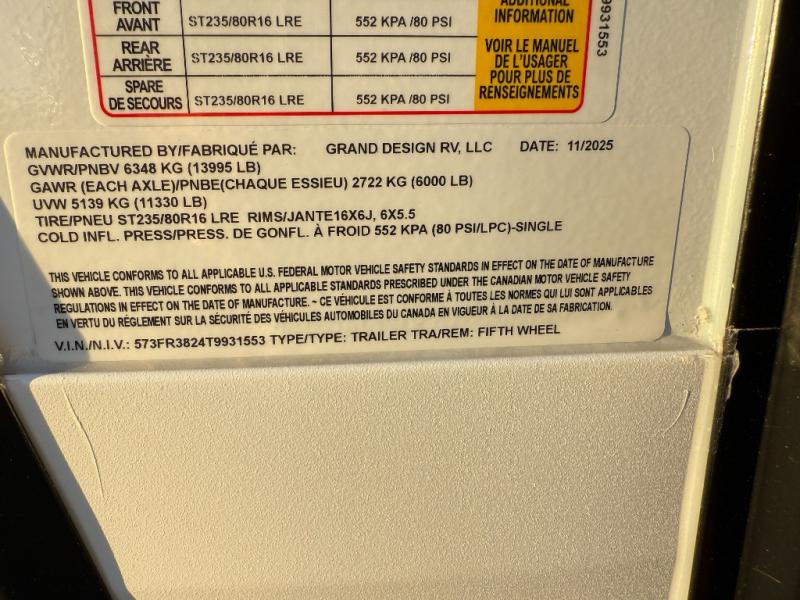 FRONT
AVANT
ST235/80R16 LRE
552 KPA /80 PSI
ADDITIONAL
INFORMATION
REAR
ARRIÈRE
ST235/80R16 LRE
552 KPA /80 PSI
VOIR LE MANUEL
DE L'USAGER
POUR PLUS DE
RENSEIGNEMENTS
SPARE
DE SECOURS
ST235/80R16 LRE
552 KPA /80 PSI
9931553
MANUFACTURED BY/FABRIQUÉ PAR: GRAND DESIGN RV, LLC DATE: 11/2025
GVWR/PNBV 6348 KG (13995 LB)
GAWR (EACH AXLE)/PNBE(CHAQUE ESSIEU) 2722 KG (6000 LB)
UVW 5139 KG (11330 LB)
TIRE/PNEU ST235/80R16 LRE RIMS/JANTE16X6J, 6X5.5
COLD INFL. PRESS/PRESS. DE GONFL. À FROID 552 KPA (80 PSI/LPC)-SINGLE
THIS VEHICLE CONFORMS TO ALL APPLICABLE U.S. FEDERAL MOTOR VEHICLE SAFETY STANDARDS IN EFFECT ON THE DATE OF MANUFACTURE
SHOWN ABOVE. THIS VEHICLE CONFORMS TO ALL APPLICABLE STANDARDS PRESCRIBED UNDER THE CANADIAN MOTOR VEHICLE SAFETY
REGULATIONS IN EFFECT ON THE DATE OF MANUFACTURE. ~ CE VÉHICULE EST CONFORME À TOUTES LES NORMES QUI LUI SONT APPLICABLES
EN VERTU DU RÉGLEMENT SUR LA SÉCURITÉ DES VÉHICULES AUTOMOBILES DU CANADA EN VIGUEUR À LA DATE DE SA FABRICATION.
V.I.N./N.I.V.: 573FR3824T9931553 TYPE/TYPE: TRAILER TRA/REM: FIFTH WHEEL